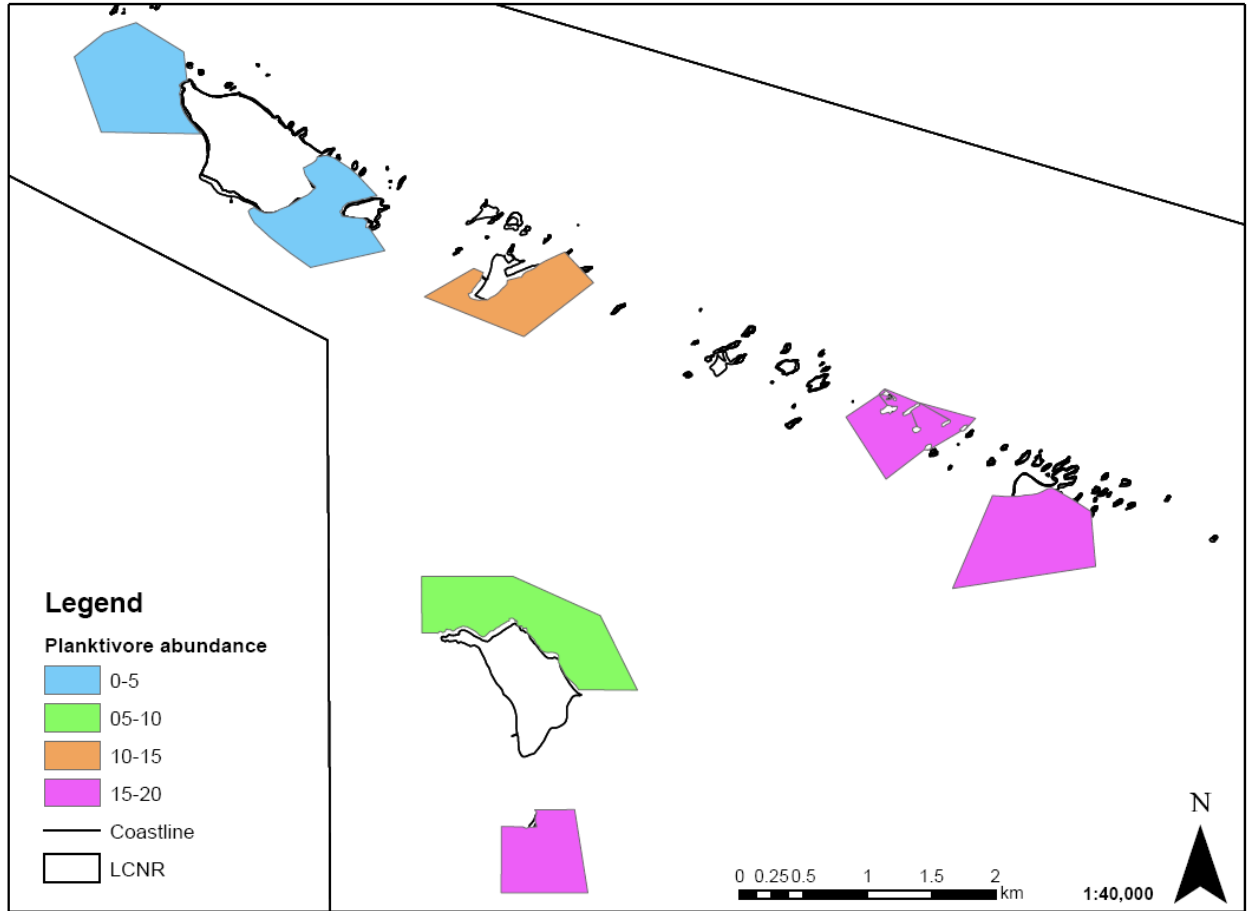 Legend
Planktivore abundance
0-5
05-10
10-15
15-20
Coastline
LCNR
N
0 0.25 0.5 1 1.5 2
km
1:40,000